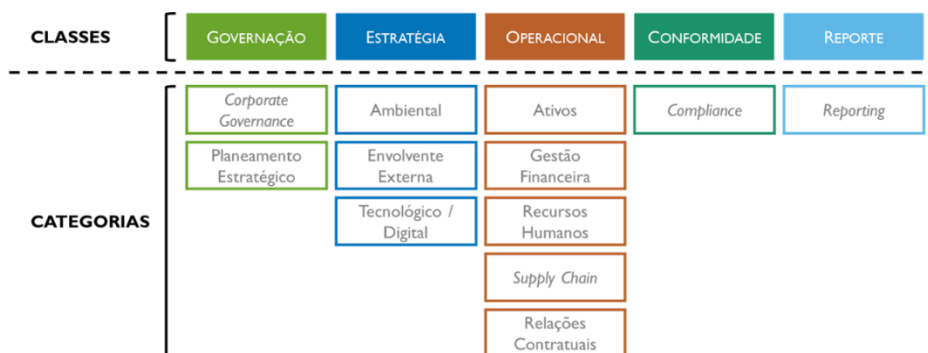 CLASSES
GOVERNAÇÃO
ESTRATÉGIA
OPERACIONAL
CONFORMIDADE
REPORTE
CATEGORIAS
Corporate
Governance
Ambiental
Ativos
Compliance
Reporting
Planeamento
Estratégico
Envolvente
Externa
Gestão
Financeira
Tecnológico /
Digital
Recursos
Humanos
Supply Chain
Relações
Contratuais